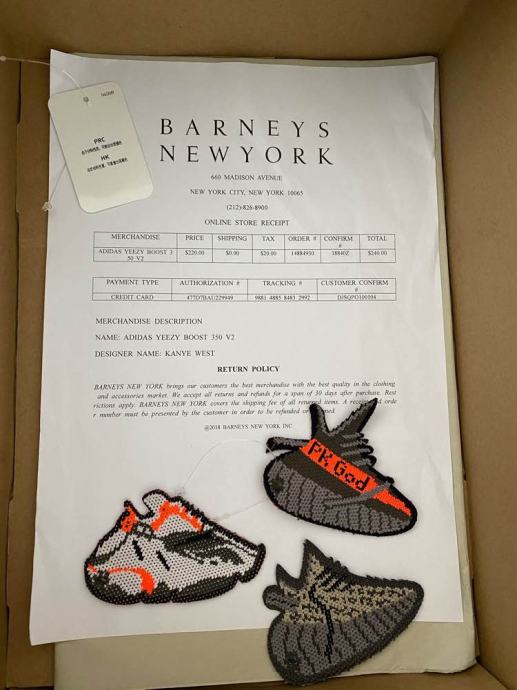 PRC
HK
BARNEYS
NEWYORK
660 MADISON AVENUE
NEW YORK CITY, NEW YORK 10065
(212)-826-8900
ONLINE STORE RECEIPT
MERCHANDISE PRICE SHIPPING TAX ORDER # CONFIRM # TOTAL
ADIDAS YEEZY BOOST 3 50 V2 $220.00 $0.00 $20.00 14884930 38840Z $240.00
PAYMENT TYPE AUTHORIZATION # TRACKING # CUSTOMER CONFIRM #
CREDIT CARD 477D7BAU229949 9881 4885 8483 2992 DJSQPD100104
MERCHANDISE DESCRIPTION
NAME: ADIDAS YEEZY BOOST 350 V2
DESIGNER NAME: KANYE WEST
RETURN POLICY
BARNEYS NEW YORK brings our customers the best merchandise with the best quality in the clothing
and accessories market. We accept all returns and refunds for a span of 30 days after purchase. Rest
rictions apply. BARNEYS NEW YORK covers the shipping fee of all returned items. A orde
r number must be presented by the customer in order to be refunded or
@2018 BARNEYS NEW YORK INC
PK God